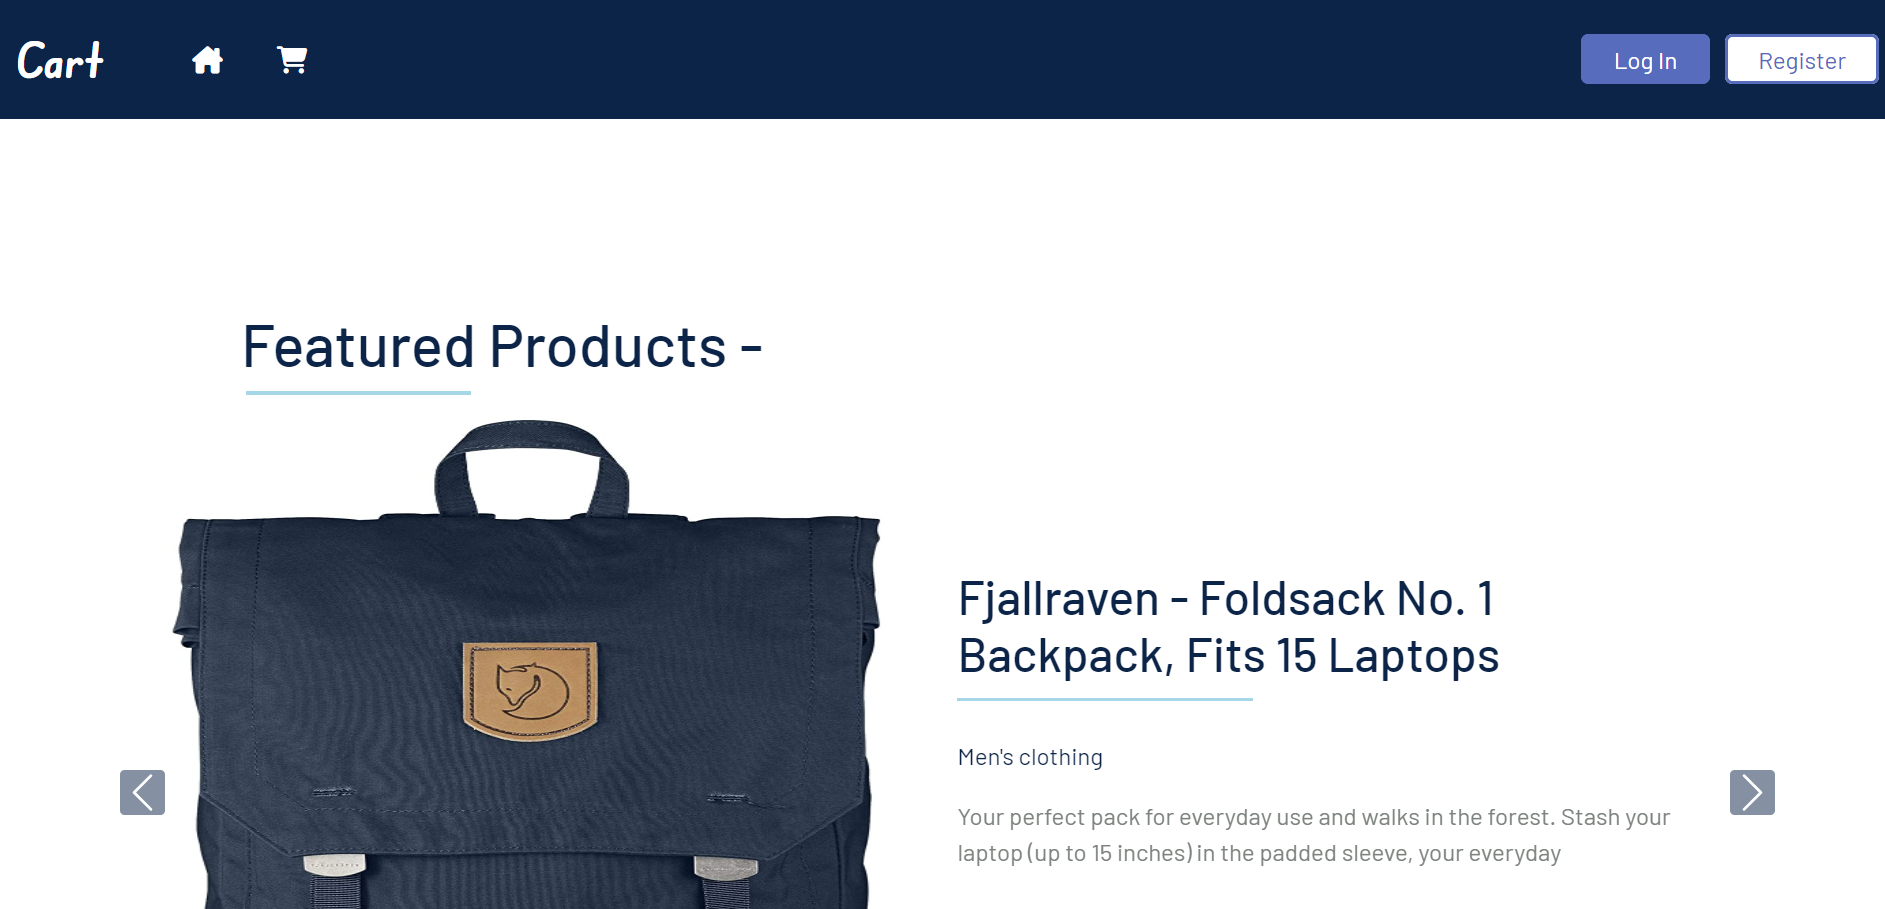 Cart
Log In
Register
Featured Products -
Fjallraven - Foldsack No. 1
Backpack, Fits 15 Laptops
Men's clothing
Your perfect pack for everyday use and walks in the forest. Stash your
laptop (up to 15 inches) in the padded sleeve, your everyday